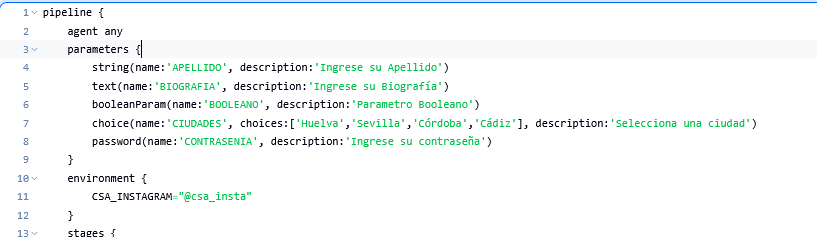 1 pipeline {
2 agent any
3 parameters {
4 string(name:'APELLIDO', description:'Ingrese su Apellido')
5 text(name:'BIOGRAFIA', description:'Ingrese su Biografía')
6 booleanParam(name:'BOOLEANO', description:'Parametro Booleano')
7 choice(name:'CIUDADES', choices:['Huelva','Sevilla','Córdoba','Cádiz'], description:'Selecciona una ciudad')
8 password(name:'CONTRASENIA', description:'Ingrese su contraseña')
9 }
10 environment {
11 CSA_INSTAGRAM="@csa_insta"
12 }
13 stages {